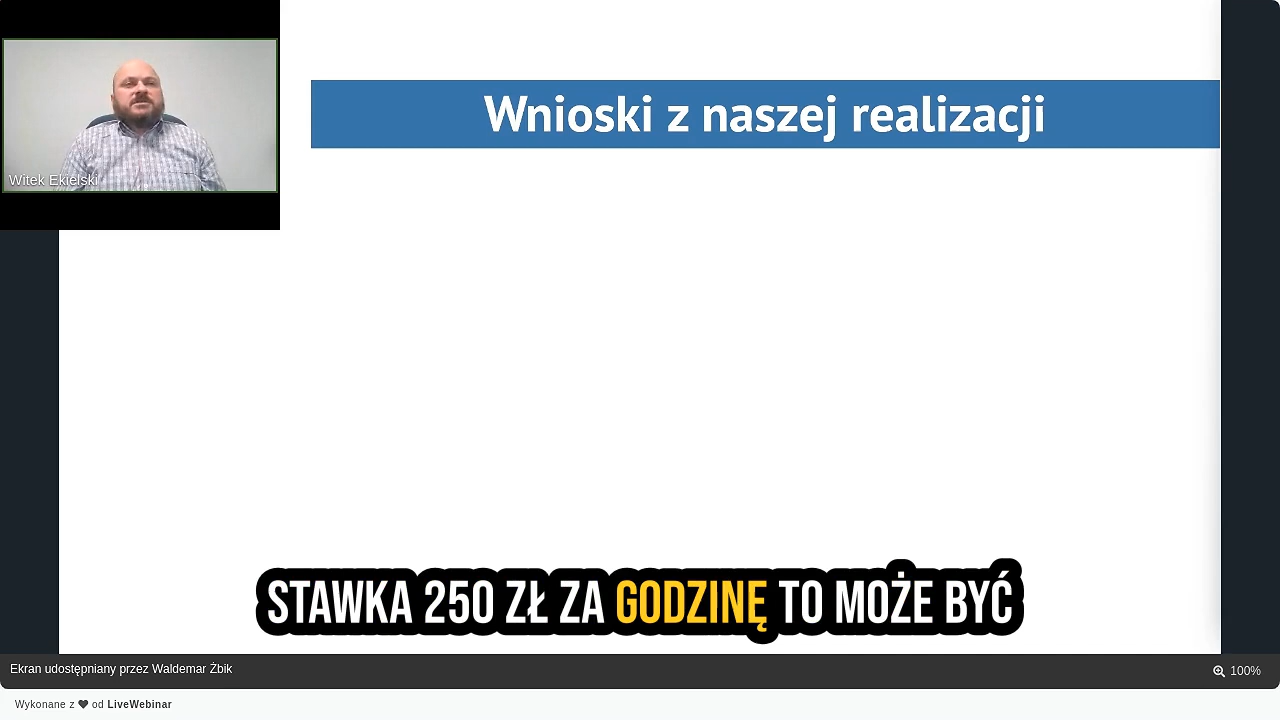 Wnioski z naszej realizacji
Witek Ekielski
STAWKA 250 ZŁ ZA GODZINĘ TO MOŻE BYĆ
Ekran udostępniany przez Waldemar Żbik
100%
Wykonane z ❤ od LiveWebinar